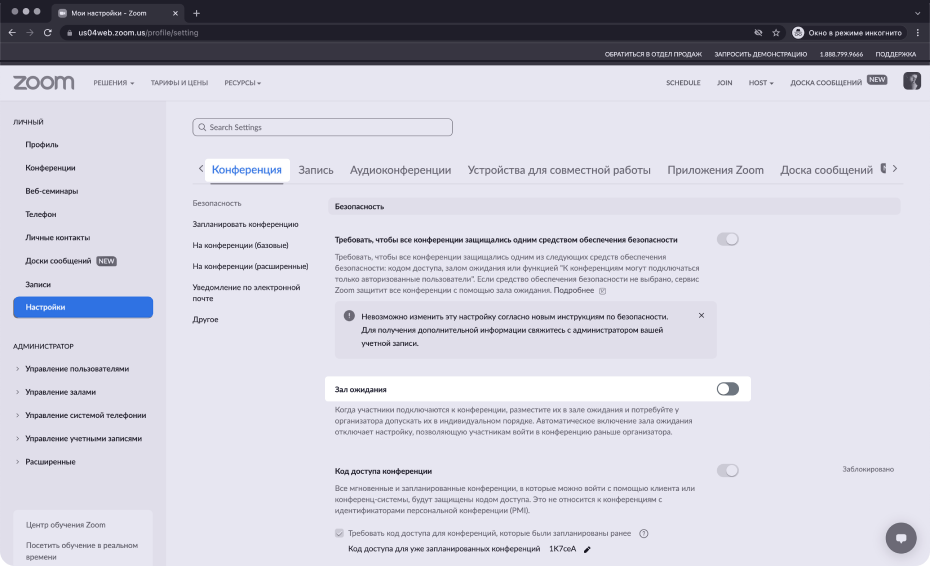 Мои настройки – Zoom
us04web.zoom.us/profile/setting
Окно в режиме инкогнито
ОБРАТИТЬСЯ В ОТДЕЛ ПРОДАЖ ЗАПРОСИТЬ ДЕМОНСТРАЦИЮ 1.888.799.9666 ПОДДЕРЖКА
zoom РЕШЕНИЯ ТАРИФЫ И ЦЕНЫ РЕСУРСЫ SCHEDULE JOIN HOST ДОСКА СООБЩЕНИЙ NEW
ЛИЧНЫЙ
Профиль
Конференции
Веб-семинары
Телефон
Личные контакты
Доски сообщений NEW
Записи
Настройки
АДМИНИСТРАТОР
Управление пользователями
Управление залами
Управление системой телефонии
Управление учетными записями
Расширенные
Центр обучения Zoom
Посетить обучение в реальном
времени
Search Settings
Конференция Запись Аудиоконференции Устройства для совместной работы Приложения Zoom Доска сообщений
Безопасность
Запланировать конференцию
На конференции (базовые)
На конференции (расширенные)
Уведомление по электронной
почте
Другое
Безопасность
Требовать, чтобы все конференции защищались одним средством обеспечения безопасности
Требовать, чтобы все конференции защищались одним из следующих средств обеспечения
безопасности: кодом доступа, залом ожидания или функцией "К конференциям могут подключаться
только авторизованные пользователи". Если средство обеспечения безопасности не выбрано, сервис
Zoom защитит все конференции с помощью зала ожидания. Подробнее
Невозможно изменить эту настройку согласно новым инструкциям по безопасности.
Для получения дополнительной информации свяжитесь с администратором вашей
учетной записи.
Зал ожидания
Когда участники подключаются к конференции, разместите их в зале ожидания и потребуйте у
организатора допускать их в индивидуальном порядке. Автоматическое включение зала ожидания
отключает настройку, позволяющую участникам войти в конференцию раньше организатора.
Код доступа конференции
Заблокировано
Все мгновенные и запланированные конференции, в которые можно войти с помощью клиента или
конференц-системы, будут защищены кодом доступа. Это не относится к конференциям с
идентификаторами персональной конференции (PMI).
Требовать код доступа для конференций, которые были запланированы ранее
Код доступа для уже запланированных конференций 1K7ceA